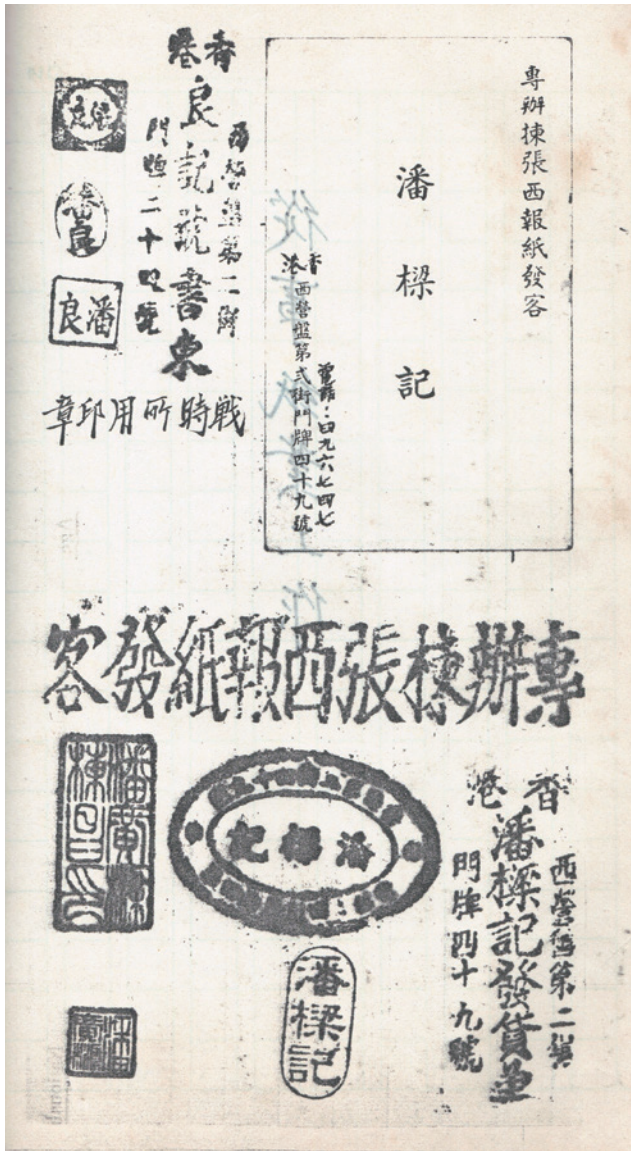 專辦揀張西報紙發客
潘樑記
電話：四九六七四七
香港西營盤第弍街門牌四十九號
香港
西營盤第二街
良記號書柬
門牌二十四號
潘良
潘良
戰時所用印章
專辦揀張西報紙發客
香港
西營盤第二街
潘樑記發貨單
門牌四十九號
潘樑記
潘樑記